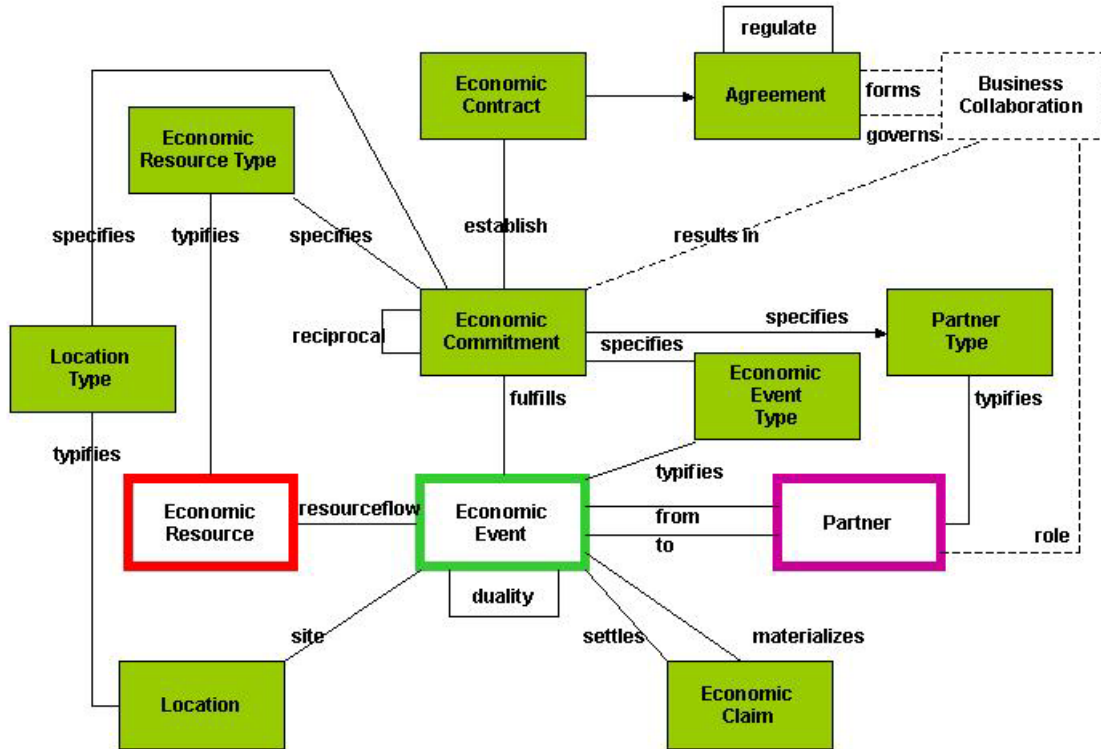 regulate
Economic
Contract
Agreement
forms
governs
Business
Collaboration
Economic
Resource Type
specifies
typifies
specifies
establish
results in
reciprocal
Economic
Commitment
specifies
specifies
Partner
Type
Location
Type
Economic
Event
Type
fulfills
typifies
typifies
typifies
Economic
Resource
resourceflow
Economic
Event
from
to
Partner
role
duality
site
settles
materializes
Location
Economic
Claim